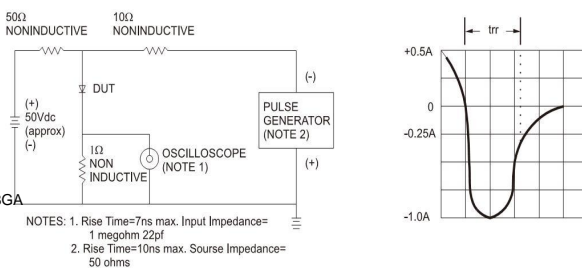 50Ω
NONINDUCTIVE
10Ω
NONINDUCTIVE
DUT
(+)
50Vdc
(approx)
(-)
1Ω
NON
INDUCTIVE
OSCILLOSCOPE
(NOTE 1)
(-)
PULSE
GENERATOR
(NOTE 2)
(+)
BGA
NOTES: 1. Rise Time=7ns max. Input Impedance=
1 megohm 22pf
2. Rise Time=10ns max. Sourse Impedance=
50 ohms
trr
+0.5A
0
-0.25A
-1.0A